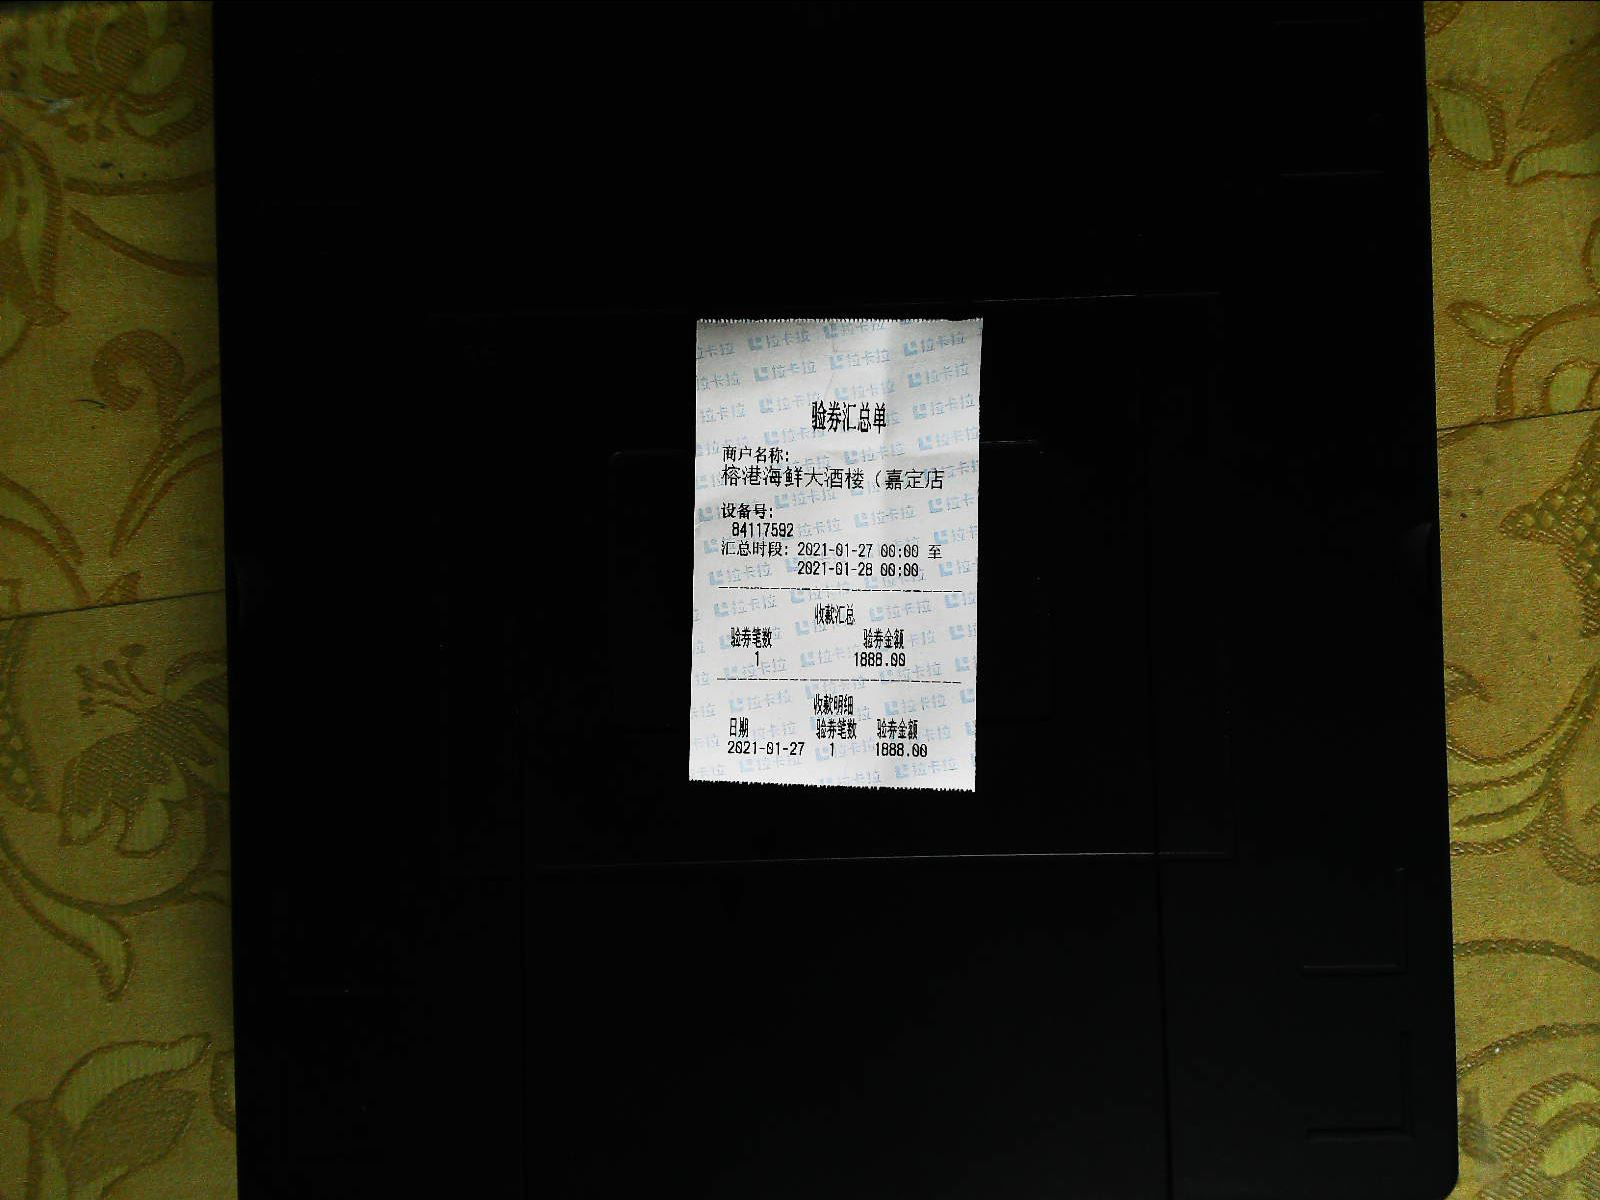 验券汇总单
商户名称:
榕港海鲜大酒楼（嘉定店
设备号:
84117592
汇总时段: 2021-01-27 00:00 至
2021-01-28 00:00
收款汇总
验券笔数 验券金额
1 1888.00
收款明细
日期 验券笔数 验券金额
2021-01-27 1 1888.00
拉卡拉